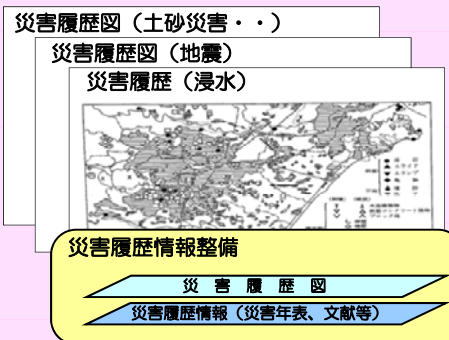 災害履歴図（土砂災害・・）
災害履歴図（地震）
災害履歴（浸水）
災害履歴情報整備
災害履歴図
災害履歴情報（災害年表、文献等）